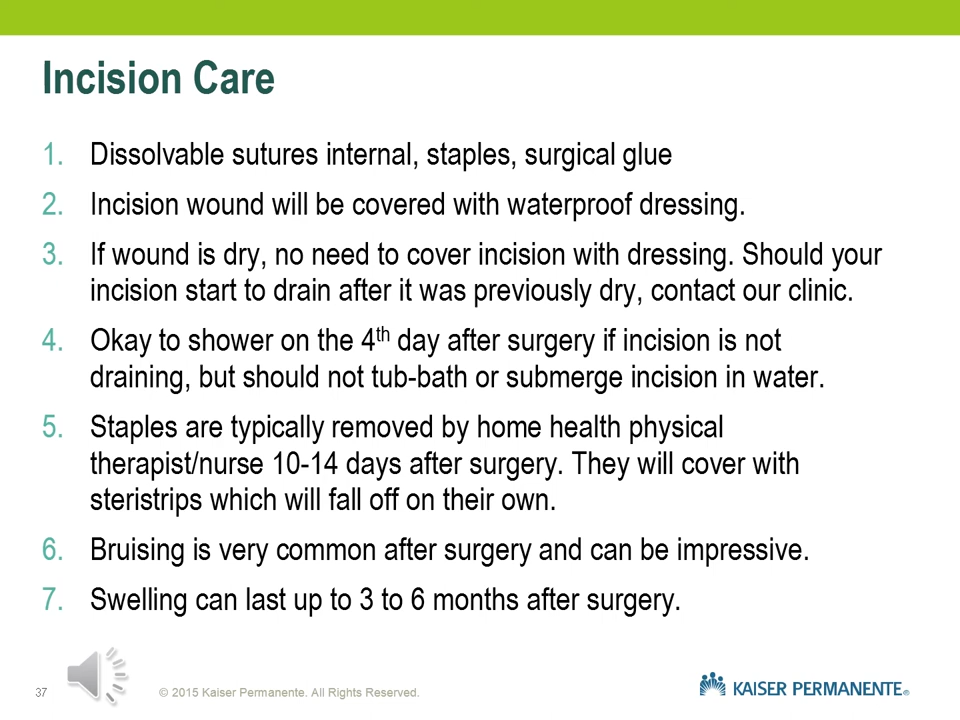 Incision Care
1. Dissolvable sutures internal, staples, surgical glue
2. Incision wound will be covered with waterproof dressing.
3. If wound is dry, no need to cover incision with dressing. Should your
incision start to drain after it was previously dry, contact our clinic.
4. Okay to shower on the 4th day after surgery if incision is not
draining, but should not tub-bath or submerge incision in water.
5. Staples are typically removed by home health physical
therapist/nurse 10-14 days after surgery. They will cover with
steristrips which will fall off on their own.
6. Bruising is very common after surgery and can be impressive.
7. Swelling can last up to 3 to 6 months after surgery.
37 © 2015 Kaiser Permanente. All Rights Reserved. KAISER PERMANENTE®